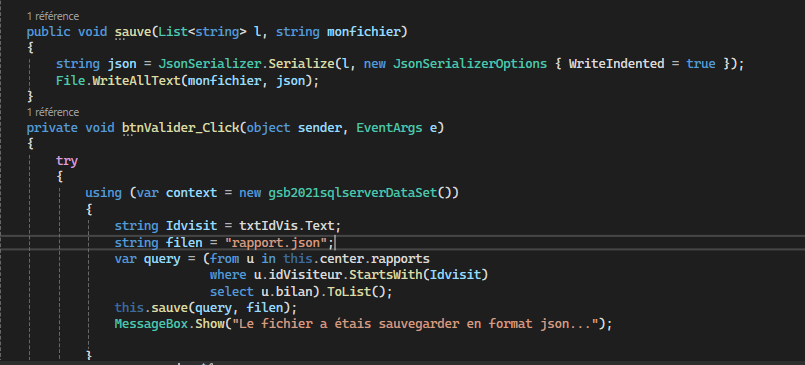 1 référence
public void sauve(List<string> l, string monfichier)
{
string json = JsonSerializer.Serialize(l, new JsonSerializerOptions { WriteIndented = true });
File.WriteAllText(monfichier, json);
}
1 référence
private void btnValider_Click(object sender, EventArgs e)
{
try
{
using (var context = new gsb2021sqlserverDataSet())
{
string Idvisit = txtIdVis.Text;
string filen = "rapport.json";
var query = (from u in this.center.rapports
where u.idVisiteur.StartsWith(Idvisit)
select u.bilan).ToList();
this.sauve(query, filen);
MessageBox.Show("Le fichier a étais sauvegarder en format json...");
}